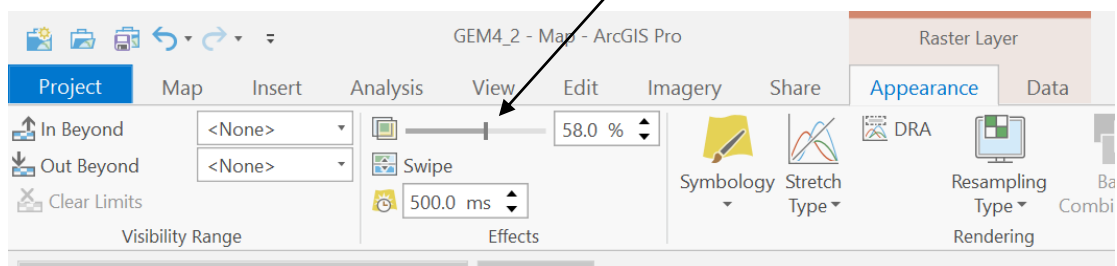 GEM4_2 - Map - ArcGIS Pro
Raster Layer
Project Map Insert Analysis View Edit Imagery Share Appearance Data
In Beyond <None> 58.0 % DRA
Out Beyond <None> Swipe
Clear Limits 500.0 ms
Symbology Stretch Type Resampling Type Ba
Combi
Visibility Range Effects Rendering